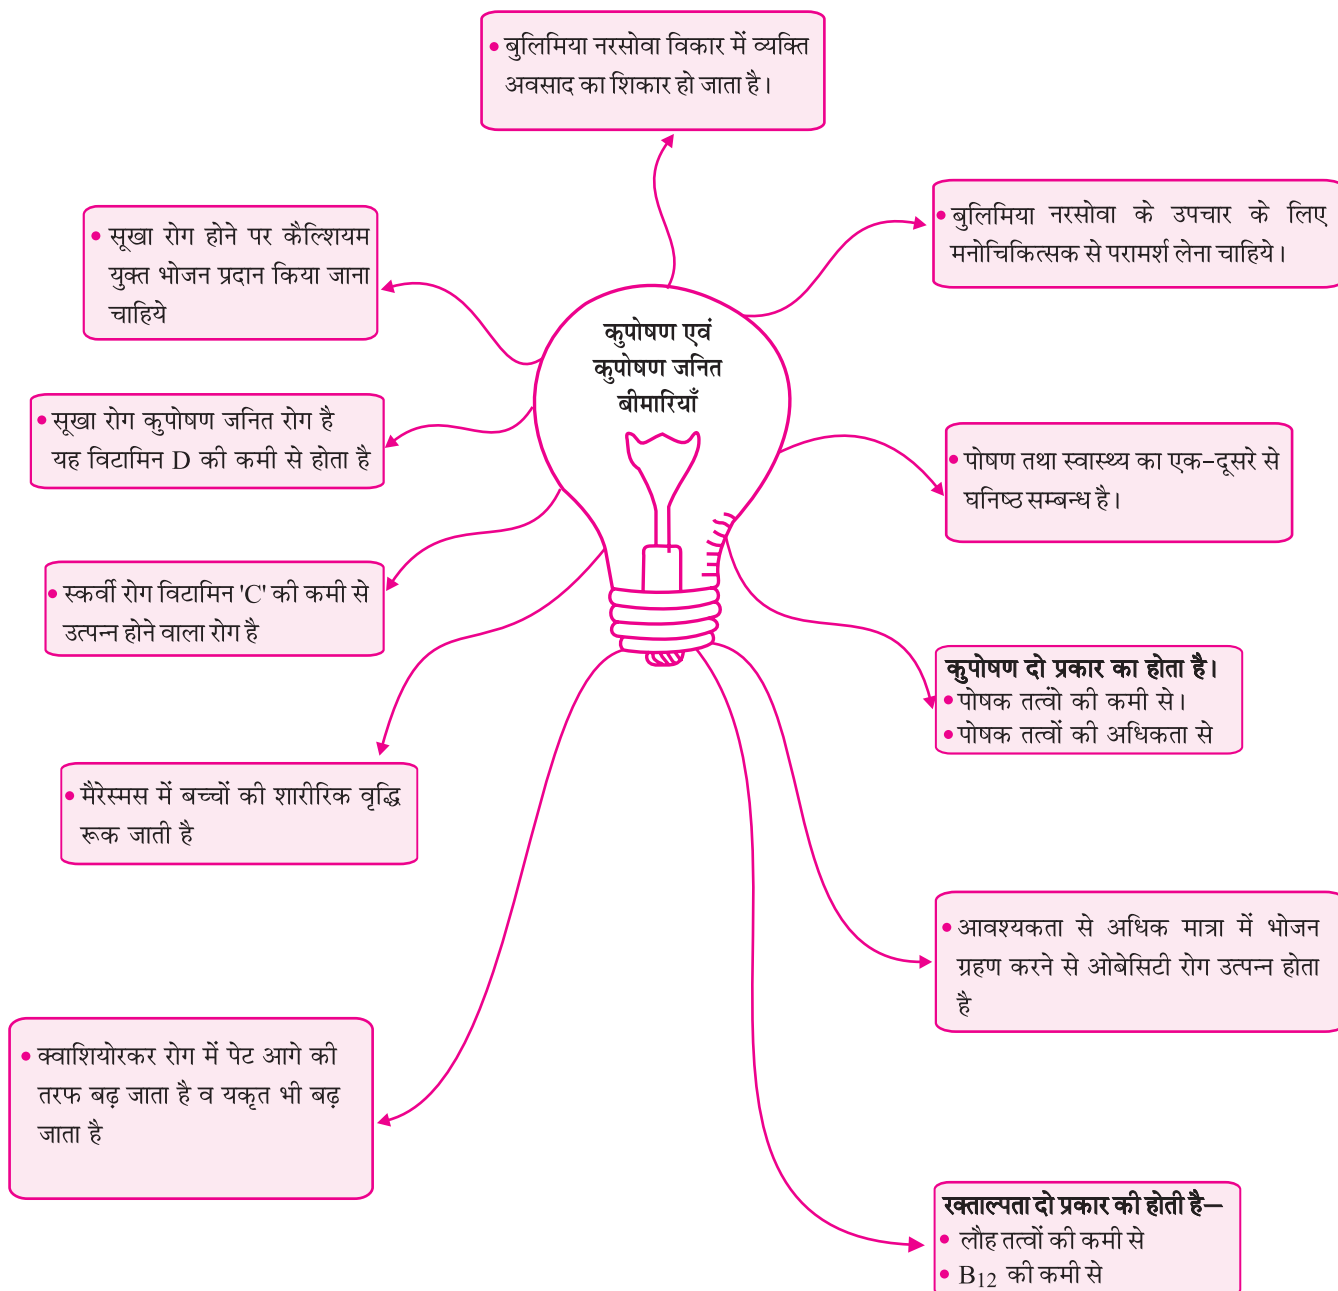 • बुलिमिया नरसोवा विकार में व्यक्ति
अवसाद का शिकार हो जाता है।
• बुलिमिया नरसोवा के उपचार के लिए
मनोचिकित्सक से परामर्श लेना चाहिये।
• सूखा रोग होने पर कैल्शियम
युक्त भोजन प्रदान किया जाना
चाहिये
कुपोषण एवं
कुपोषण जनित
बीमारियाँ
• सूखा रोग कुपोषण जनित रोग है
यह विटामिन D की कमी से होता है
• पोषण तथा स्वास्थ्य का एक-दूसरे से
घनिष्ठ सम्बन्ध है।
• स्कर्वी रोग विटामिन 'C' की कमी से
उत्पन्न होने वाला रोग है
कुपोषण दो प्रकार का होता है।
• पोषक तत्वो की कमी से।
• पोषक तत्वों की अधिकता से
• मैरेस्मस में बच्चों की शारीरिक वृद्धि
रूक जाती है
• आवश्यकता से अधिक मात्रा में भोजन
ग्रहण करने से ओबेसिटी रोग उत्पन्न होता
है
• क्वाशियोरकर रोग में पेट आगे की
तरफ बढ़ जाता है व यकृत भी बढ़
जाता है
रक्ताल्पता दो प्रकार की होती है–
• लौह तत्वों की कमी से
• B₁₂ की कमी से